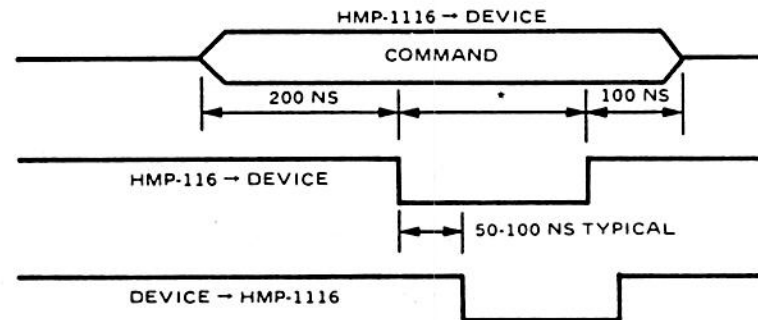 HMP-1116 → DEVICE
COMMAND
200 NS * 100 NS
HMP-116 → DEVICE
50-100 NS TYPICAL
DEVICE → HMP-1116